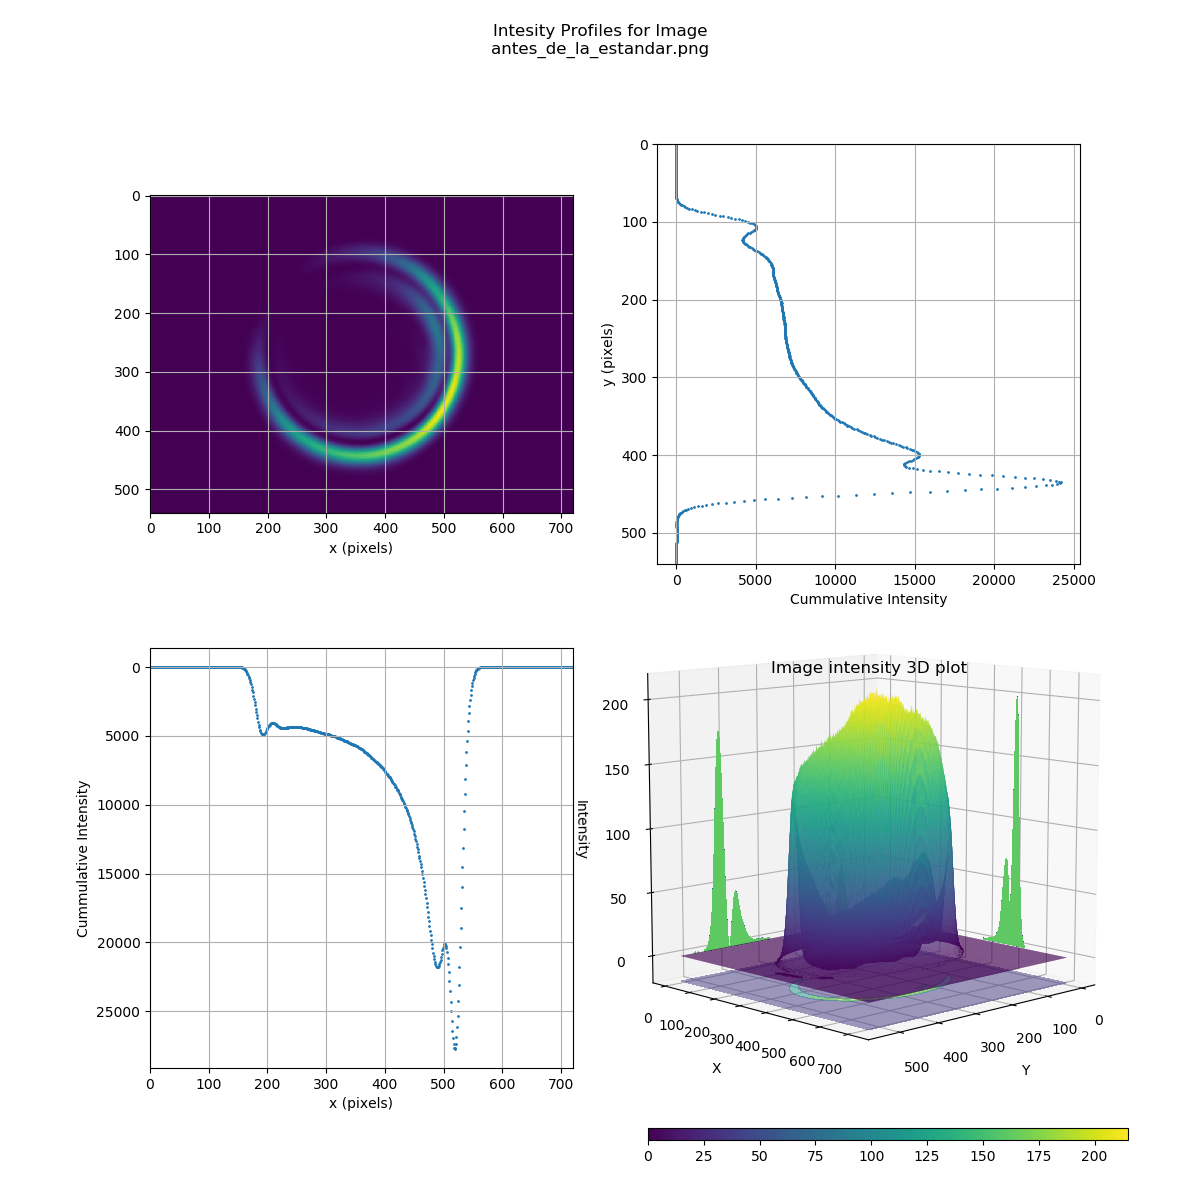 Intesity Profiles for Image
antes_de_la_estandar.png
0
100
200
300
400
500
0 100 200 300 400 500 600 700
x (pixels)
0
100
200
300
400
500
y (pixels)
0 5000 10000 15000 20000 25000
Cummulative Intensity
0
5000
10000
15000
20000
25000
Cummulative Intensity
0 100 200 300 400 500 600 700
x (pixels)
Image intensity 3D plot
200
150
100
50
0
Intensity
0 100 200 300 400 500 600 700
X
500 400 300 200 100 0
Y
0 25 50 75 100 125 150 175 200